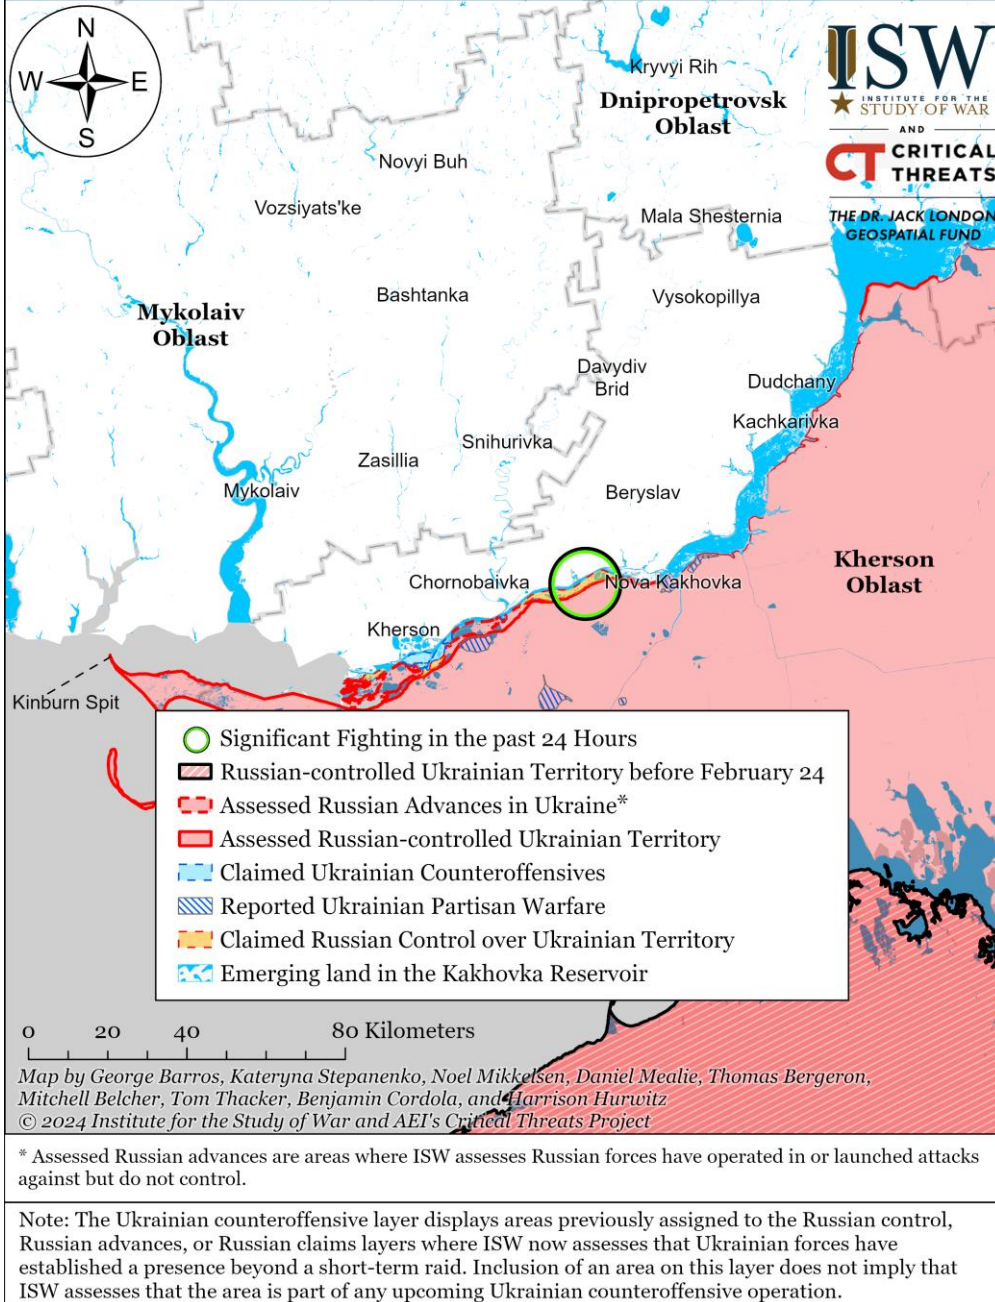 N
W
E
S
ISW
INSTITUTE FOR THE
STUDY OF WAR
AND
CT CRITICAL
THREATS
THE DR. JACK LONDON
GEOSPATIAL FUND
Kryvyi Rih
Dnipropetrovsk
Oblast
Novyi Buh
Vozsiyats'ke
Mala Shesternia
Bashtanka
Vysokopillya
Mykolaiv
Oblast
Davydiv
Brid
Dudchany
Kachkarivka
Snihurivka
Zasillia
Mykolaiv
Beryslav
Kherson
Oblast
Chornobaivka
Nova Kakhovka
Kherson
Kinburn Spit
Significant Fighting in the past 24 Hours
Russian-controlled Ukrainian Territory before February 24
Assessed Russian Advances in Ukraine*
Assessed Russian-controlled Ukrainian Territory
Claimed Ukrainian Counteroffensives
Reported Ukrainian Partisan Warfare
Claimed Russian Control over Ukrainian Territory
Emerging land in the Kakhovka Reservoir
0 20 40 80 Kilometers
Map by George Barros, Kateryna Stepanenko, Noel Mikkelsen, Daniel Mealie, Thomas Bergeron,
Mitchell Belcher, Tom Thacker, Benjamin Cordola, and Harrison Hurwitz
© 2024 Institute for the Study of War and AEI's Critical Threats Project
* Assessed Russian advances are areas where ISW assesses Russian forces have operated in or launched attacks
against but do not control.
Note: The Ukrainian counteroffensive layer displays areas previously assigned to the Russian control,
Russian advances, or Russian claims layers where ISW now assesses that Ukrainian forces have
established a presence beyond a short-term raid. Inclusion of an area on this layer does not imply that
ISW assesses that the area is part of any upcoming Ukrainian counteroffensive operation.